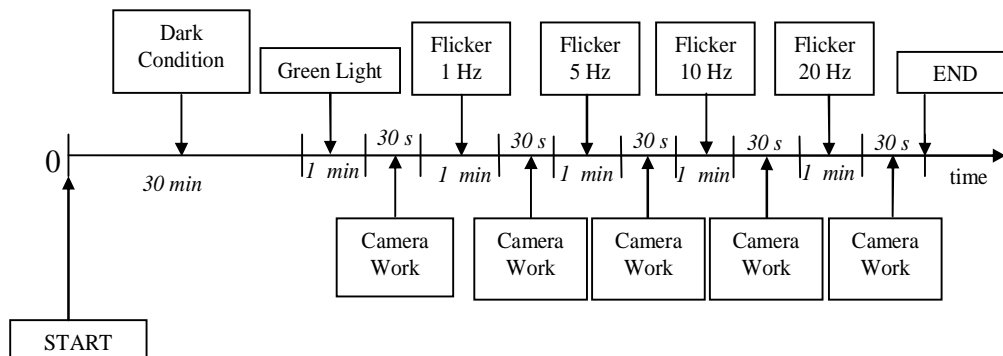 Dark
Condition
Green Light
Flicker
1 Hz
Flicker
5 Hz
Flicker
10 Hz
Flicker
20 Hz
END
0
30 min
1 min
30 s
1 min
30 s
1 min
30 s
1 min
30 s
1 min
30 s
time
Camera
Work
Camera
Work
Camera
Work
Camera
Work
Camera
Work
START